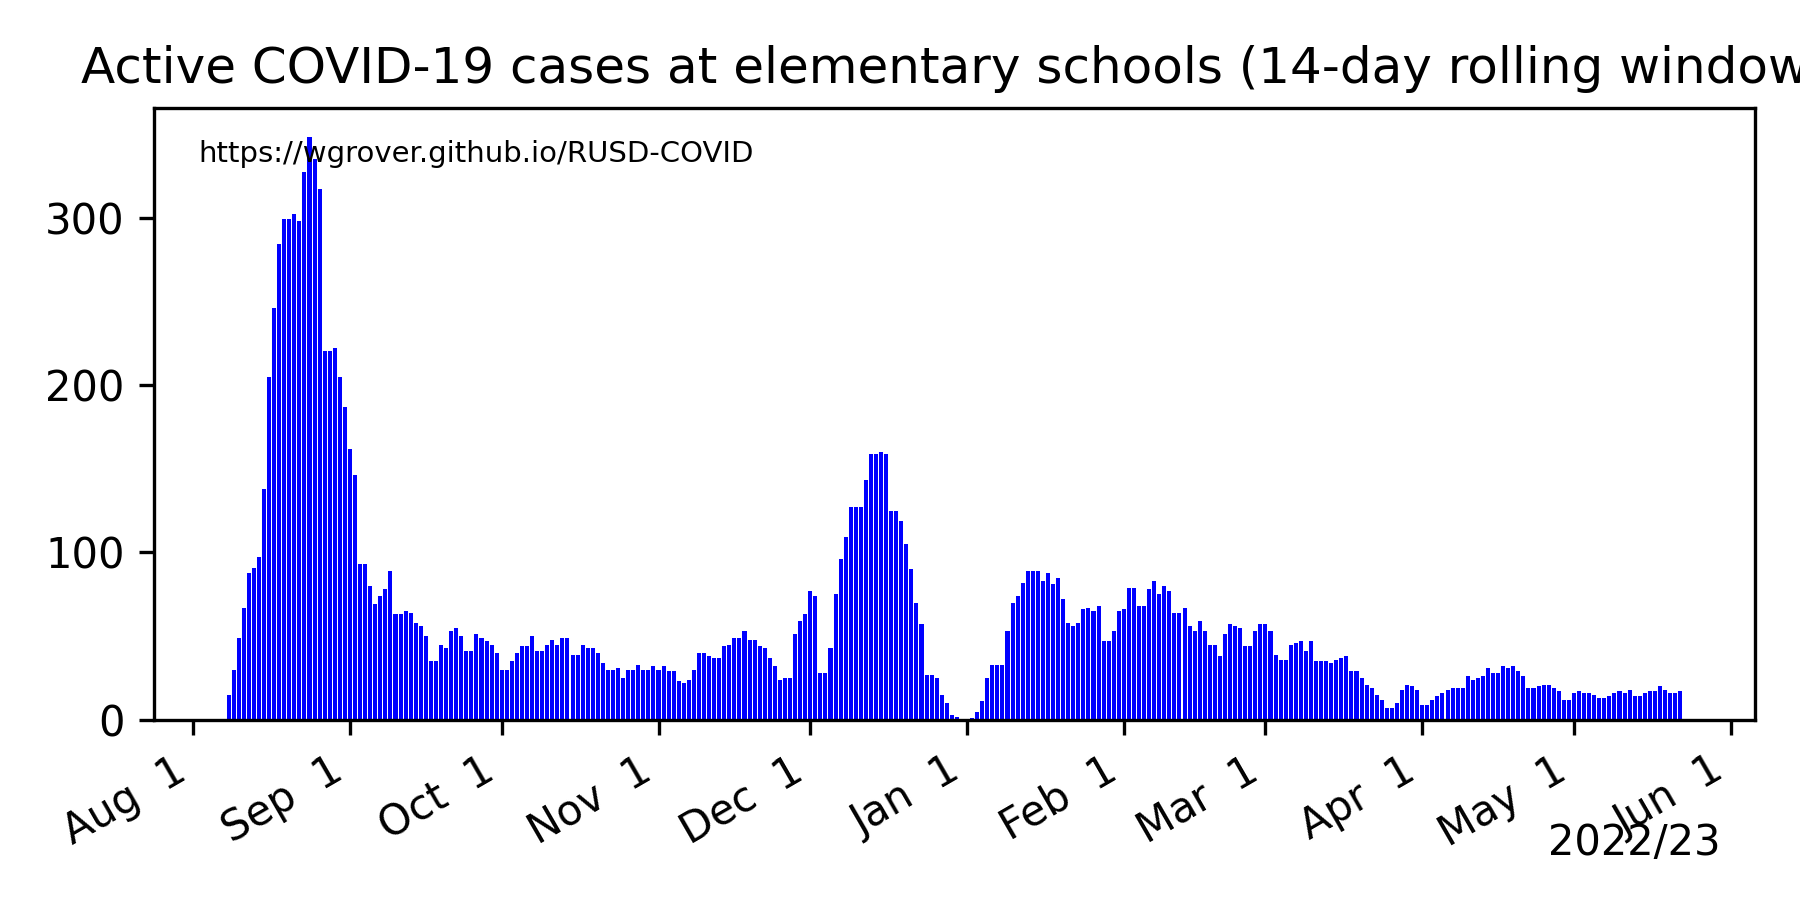 Active COVID-19 cases at elementary schools (14-day rolling window
https://wgrover.github.io/RUSD-COVID
300
200
100
0
Aug 1 Sep 1 Oct 1 Nov 1 Dec 1 Jan 1 Feb 1 Mar 1 Apr 1 May 1 Jun 1
2022/23